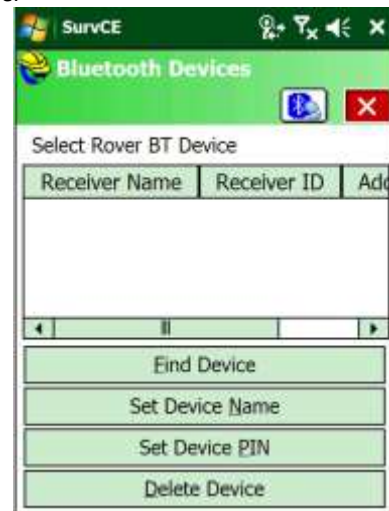 SurvCE
Bluetooth Devices
Select Rover BT Device
Receiver Name Receiver ID Add
Find Device
Set Device Name
Set Device PIN
Delete Device